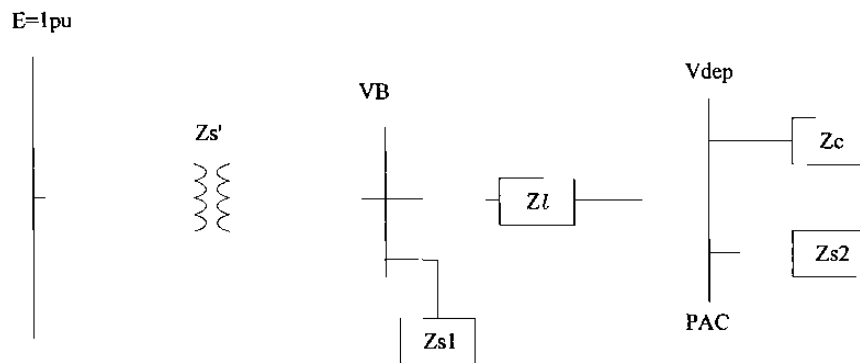 E=1pu
Vdep
VB
Zs'
Zc
Zl
Zs2
PAC
Zs1